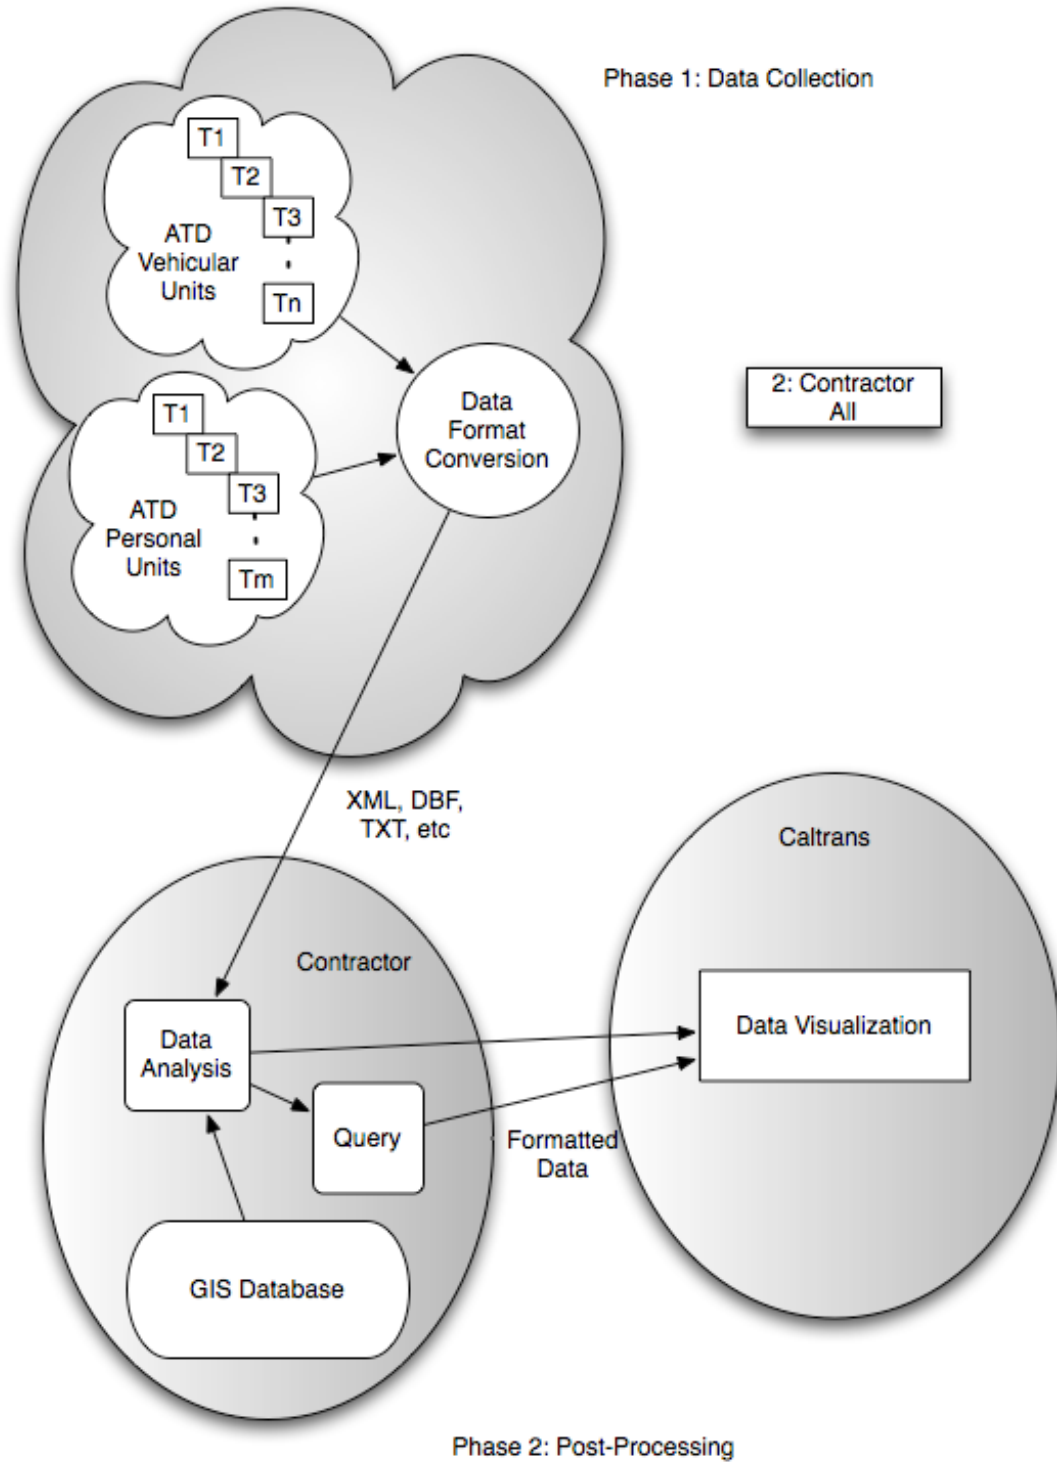 Phase 1: Data Collection
T1
T2
T3
ATD
Vehicular
Units
Tn
Data
Format
Conversion
2: Contractor
All
T1
T2
T3
ATD
Personal
Units
Tm
XML, DBF,
TXT, etc
Caltrans
Contractor
Data
Analysis
Data Visualization
Query
Formatted
Data
GIS Database
Phase 2: Post-Processing